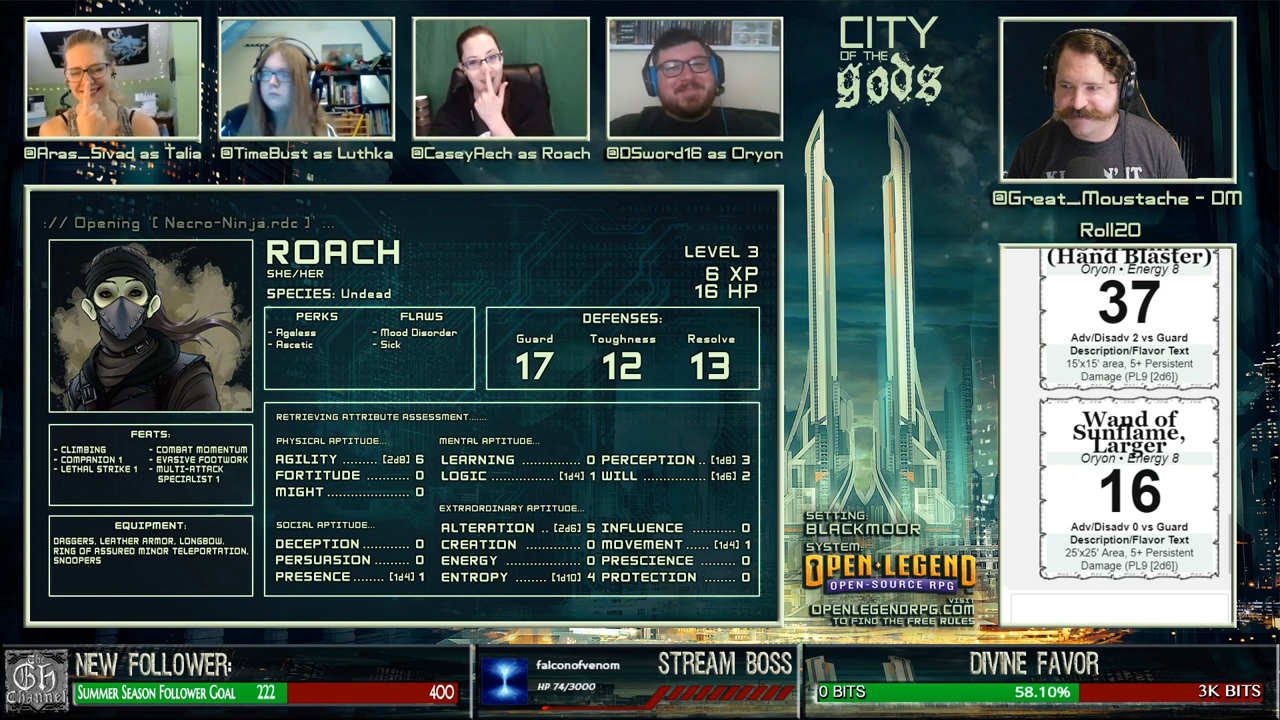 @Aras_Sivad as Talia
@TimeBust as Luthka
@CaseyAech as Roach
@DSword16 as Oryon
CITY
OF THE
gods
@Great_Moustache - DM
Roll20
:// Opening [ Necro-Ninja.rdc ] ...
ROACH
SHE/HER
SPECIES: Undead
LEVEL 3
6 XP
16 HP
PERKS
- Ageless
- Ascetic
FLAWS
- Mood Disorder
- Sick
DEFENSES:
Guard
Toughness
Resolve
17
12
13
FEATS:
- CLIMBING
- COMPANION 1
- LETHAL STRIKE 1
- COMBAT MOMENTUM
- EVASIVE FOOTWORK
- MULTI-ATTACK
SPECIALIST 1
EQUIPMENT:
DAGGERS, LEATHER ARMOR, LONGBOW,
RING OF ASSURED MINOR TELEPORTATION,
SNOOPERS
RETRIEVING ATTRIBUTE ASSESSMENT......
PHYSICAL APTITUDE...
AGILITY ........ [2d8] 6
FORTITUDE ........... 0
MIGHT .................. 0
SOCIAL APTITUDE...
DECEPTION ............ 0
PERSUASION .......... 0
PRESENCE ...... [1d4] 1
MENTAL APTITUDE...
LEARNING .............. 0
LOGIC ............ [1d4] 1
PERCEPTION .. [1d8] 3
WILL ............. [1d6] 2
EXTRAORDINARY APTITUDE...
ALTERATION .. [2d6] 5
CREATION .............. 0
ENERGY ................. 0
ENTROPY ....... [1d10] 4
INFLUENCE .......... 0
MOVEMENT ..... [1d4] 1
PRESCIENCE ......... 0
PROTECTION ........ 0
SETTING:
BLACKMOOR
SYSTEM:
OPEN LEGEND
OPEN-SOURCE RPG
VISIT
OPENLEGENDRPG.COM
TO FIND THE FREE RULES
(Hand Blaster)
Oryon • Energy 8
37
Adv/Disadv 2 vs Guard
Description/Flavor Text
15'x15' area, 5+ Persistent
Damage (PL9 [2d6])
Wand of
Sunflame,
Larger
Oryon • Energy 8
16
Adv/Disadv 0 vs Guard
Description/Flavor Text
25'x25' Area, 5+ Persistent
Damage (PL9 [2d6])
The
GH
Channel
NEW FOLLOWER:
SUMMER SEASON FOLLOWER GOAL 222
400
falconofvenom
HP 74/3000
STREAM BOSS
DIVINE FAVOR
0 BITS
58.10%
3K BITS